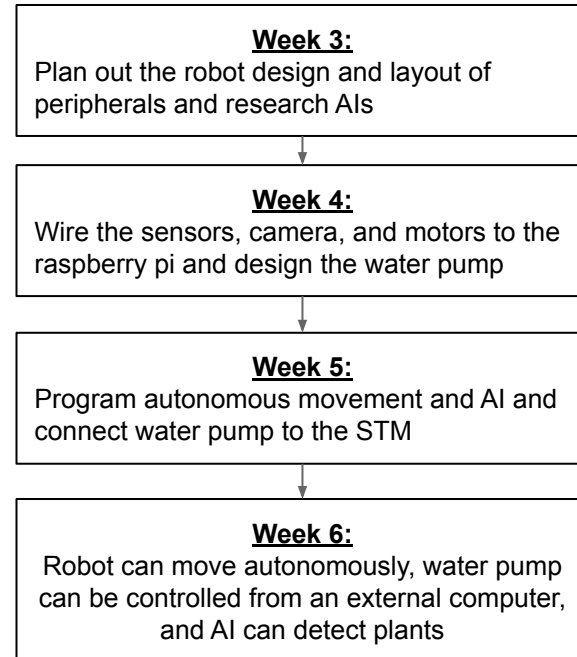 Week 3:
Plan out the robot design and layout of
peripherals and research AIs
Week 4:
Wire the sensors, camera, and motors to the
raspberry pi and design the water pump
Week 5:
Program autonomous movement and AI and
connect water pump to the STM
Week 6:
Robot can move autonomously, water pump
can be controlled from an external computer,
and AI can detect plants